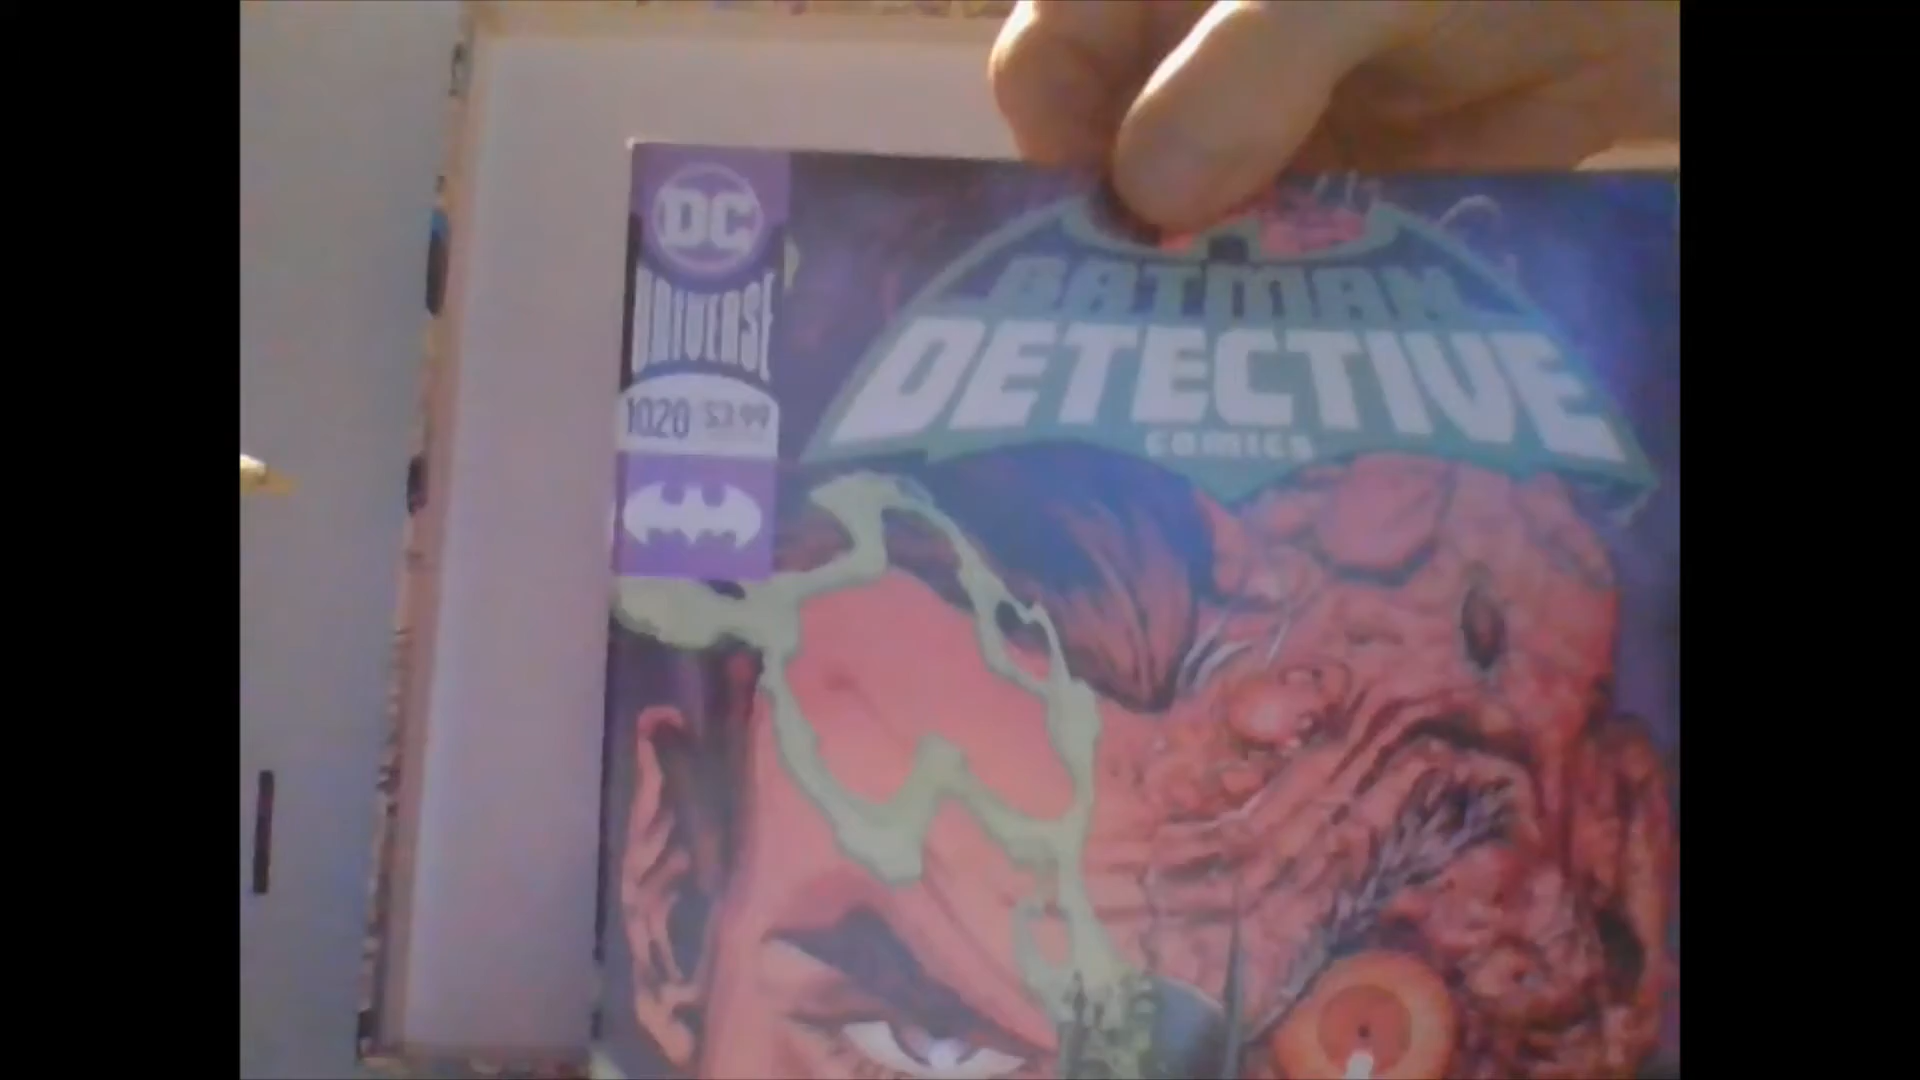 DC
UNIVERSE
1020 $3.99
BATMAN
DETECTIVE
COMICS